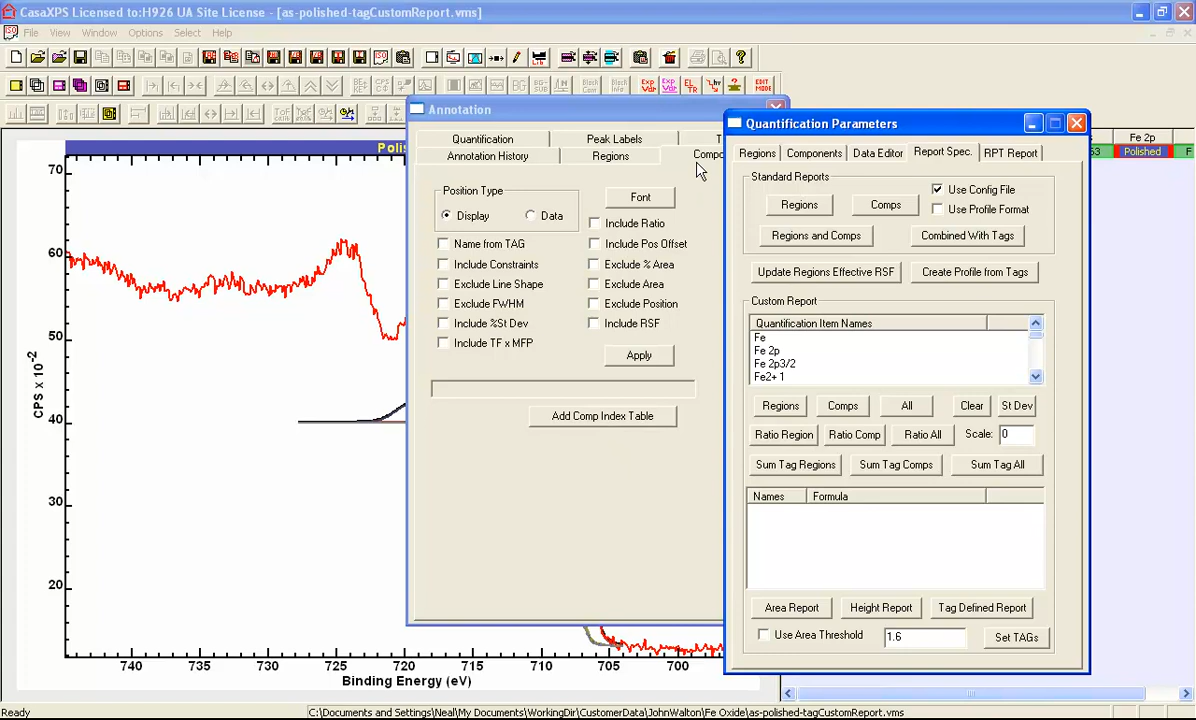 CasaXPS Licensed to:H926 UA Site License - [as-polished-tagCustomReport.vms]
File View Window Options Select Help
Annotation
Quantification Peak Labels T
Annotation History Regions Compo
Position Type
Display Data
Font
Name from TAG
Include Constraints
Exclude Line Shape
Exclude FWHM
Include %St Dev
Include TF x MFP
Include Ratio
Include Pos Offset
Exclude % Area
Exclude Area
Exclude Position
Include RSF
Apply
Add Comp Index Table
Quantification Parameters
Regions Components Data Editor Report Spec. RPT Report
Standard Reports
Regions Comps
Use Config File
Use Profile Format
Regions and Comps Combined With Tags
Update Regions Effective RSF Create Profile from Tags
Custom Report
Quantification Item Names
Fe
Fe 2p
Fe 2p3/2
Fe2+ 1
Regions Comps All Clear St Dev
Ratio Region Ratio Comp Ratio All Scale: 0
Sum Tag Regions Sum Tag Comps Sum Tag All
Names Formula
Area Report Height Report Tag Defined Report
Use Area Threshold 1.6 Set TAGs
Fe 2p
Polished F
Polis
CPS x 10-2
70
60
50
40
30
20
740 735 730 725 720 715 710 705 700
Binding Energy (eV)
Ready C:\Documents and Settings\Neal\My Documents\WorkingDir\CustomerData\JohnWalton\Fe Oxide\as-polished-tagCustomReport.vms